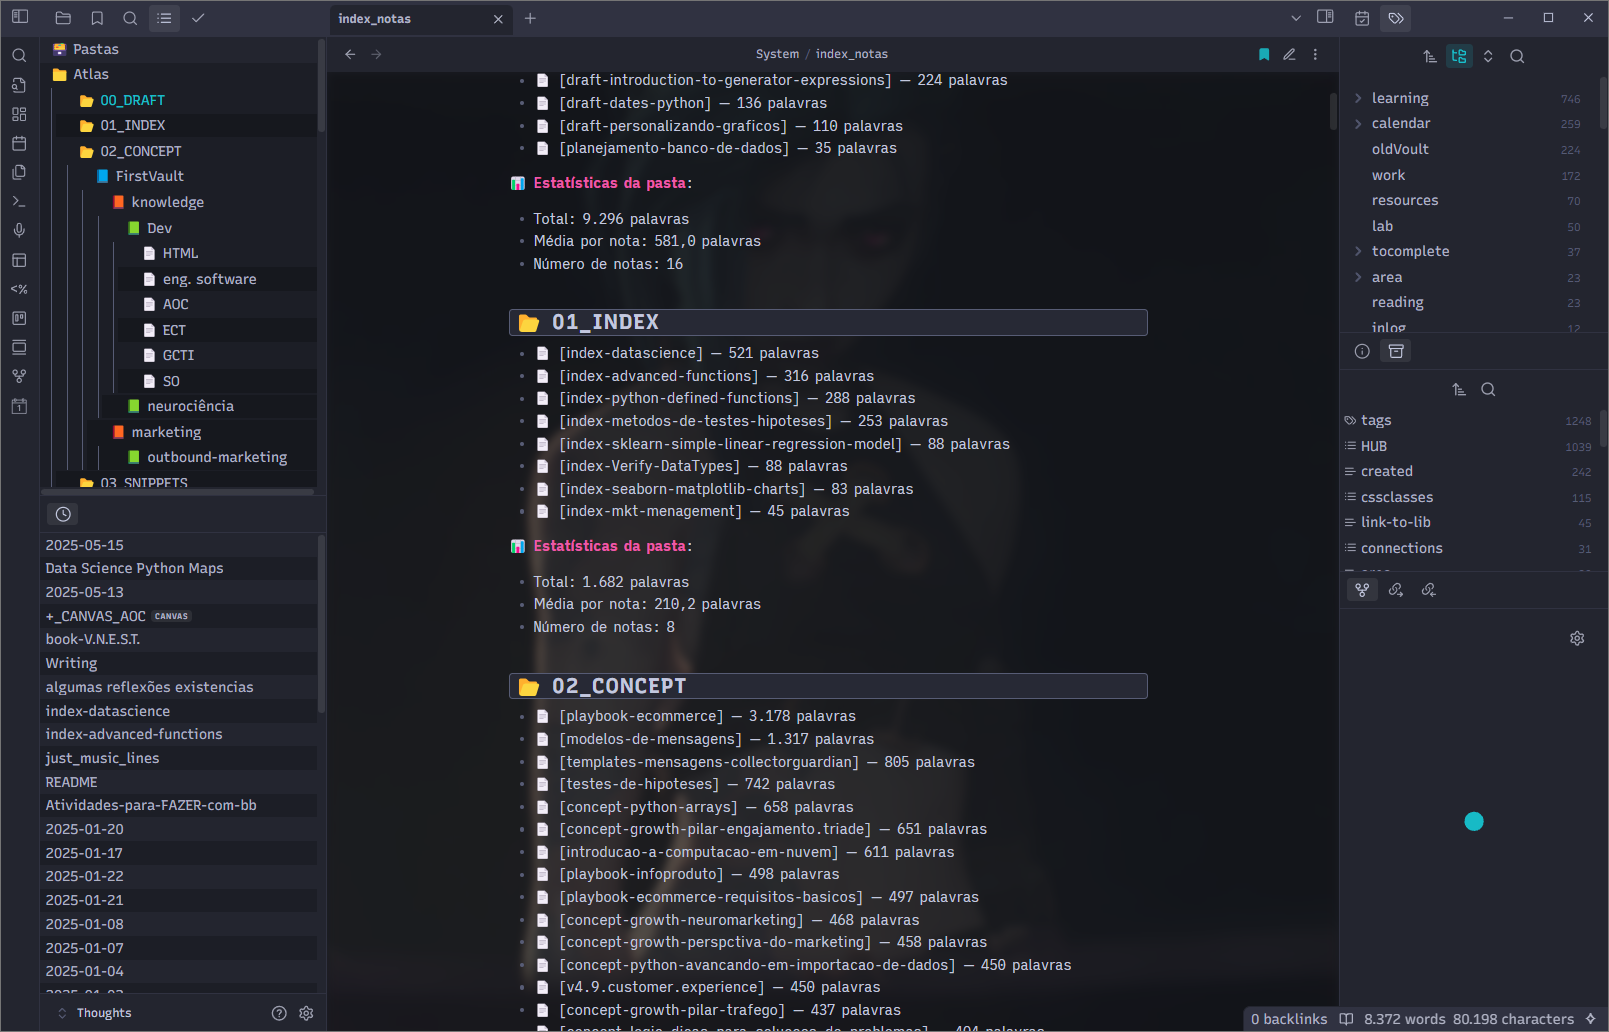 index_notas
Pastas
Atlas
00_DRAFT
01_INDEX
02_CONCEPT
FirstVault
knowledge
Dev
HTML
eng. software
AOC
ECT
GCTI
SO
neurociência
marketing
outbound-marketing
03_SNIPPETS
2025-05-15
Data Science Python Maps
2025-05-13
+_CANVAS_AOC CANVAS
book-V.N.E.S.T.
Writing
algumas reflexões existencias
index-datascience
index-advanced-functions
just_music_lines
README
Atividades-para-FAZER-com-bb
2025-01-20
2025-01-17
2025-01-22
2025-01-21
2025-01-08
2025-01-07
2025-01-04
Thoughts
System / index_notas
[draft-introduction-to-generator-expressions] — 224 palavras
[draft-dates-python] — 136 palavras
[draft-personalizando-graficos] — 110 palavras
[planejamento-banco-de-dados] — 35 palavras
Estatísticas da pasta:
Total: 9.296 palavras
Média por nota: 581,0 palavras
Número de notas: 16
01_INDEX
[index-datascience] — 521 palavras
[index-advanced-functions] — 316 palavras
[index-python-defined-functions] — 288 palavras
[index-metodos-de-testes-hipoteses] — 253 palavras
[index-sklearn-simple-linear-regression-model] — 88 palavras
[index-Verify-DataTypes] — 88 palavras
[index-seaborn-matplotlib-charts] — 83 palavras
[index-mkt-menagement] — 45 palavras
Estatísticas da pasta:
Total: 1.682 palavras
Média por nota: 210,2 palavras
Número de notas: 8
02_CONCEPT
[playbook-ecommerce] — 3.178 palavras
[modelos-de-mensagens] — 1.317 palavras
[templates-mensagens-collectorguardian] — 805 palavras
[testes-de-hipoteses] — 742 palavras
[concept-python-arrays] — 658 palavras
[concept-growth-pilar-engajamento.triade] — 651 palavras
[introducao-a-computacao-em-nuvem] — 611 palavras
[playbook-infoproduto] — 498 palavras
[playbook-ecommerce-requisitos-basicos] — 497 palavras
[concept-growth-neuromarketing] — 468 palavras
[concept-growth-perspctiva-do-marketing] — 458 palavras
[concept-python-avancando-em-importacao-de-dados] — 450 palavras
[v4.9.customer.experience] — 450 palavras
[concept-growth-pilar-trafego] — 437 palavras
learning 746
calendar 259
oldVoult 224
work 172
resources 70
lab 50
tocomplete 37
area 23
reading 23
inlog 12
tags 1248
HUB 1039
created 242
cssclasses 115
link-to-lib 45
connections 31
0 backlinks 8.372 words 80.198 characters